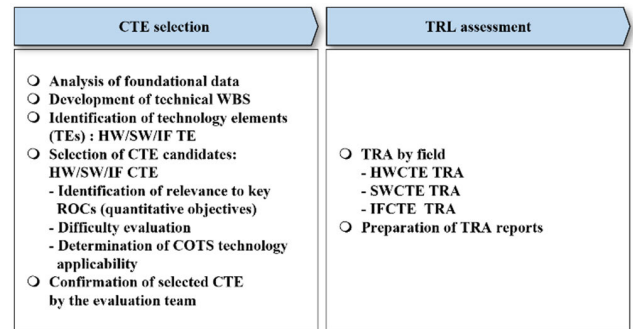 CTE selection
TRL assessment
❍ Analysis of foundational data
❍ Development of technical WBS
❍ Identification of technology elements
(TEs) : HW/SW/IF TE
❍ Selection of CTE candidates:
HW/SW/IF CTE
- Identification of relevance to key
ROCs (quantitative objectives)
- Difficulty evaluation
- Determination of COTS technology
applicability
❍ Confirmation of selected CTE
by the evaluation team
❍ TRA by field
- HWCTE TRA
- SWCTE TRA
- IFCTE TRA
❍ Preparation of TRA reports